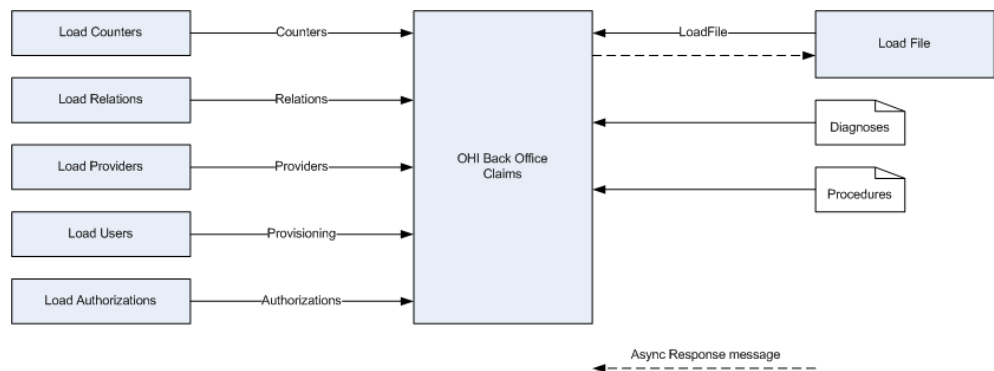 Load Counters
Counters
LoadFile
Load File
Load Relations
Relations
Diagnoses
Load Providers
Providers
OHI Back Office
Claims
Procedures
Load Users
Provisioning
Load Authorizations
Authorizations
Async Response message